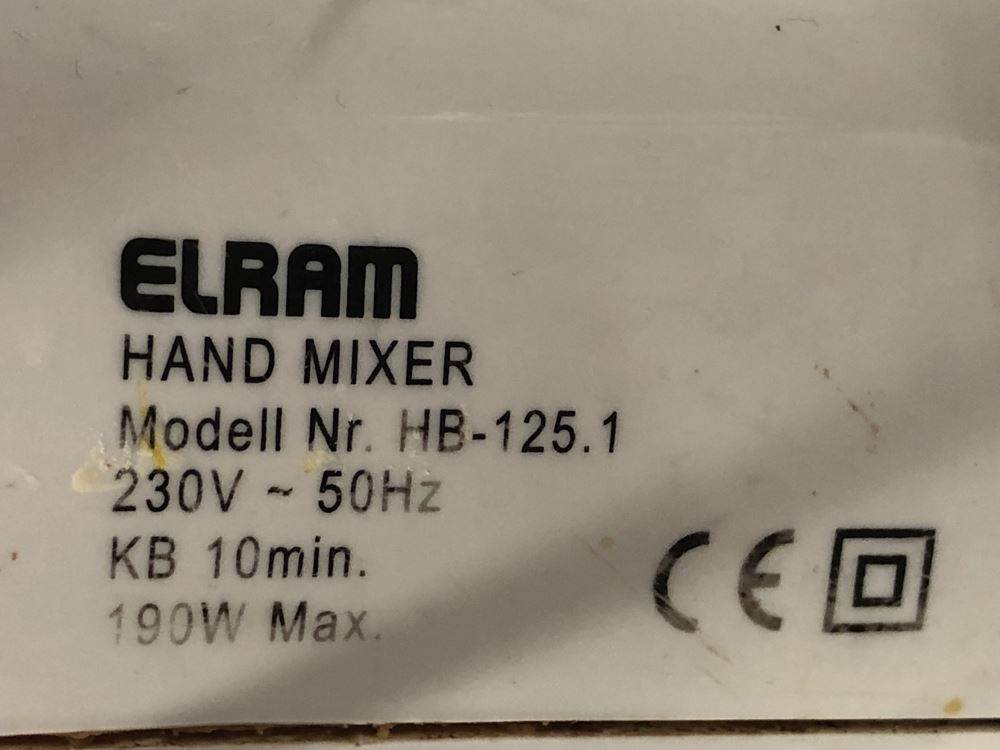 ELRAM
HAND MIXER
Modell Nr. HB-125.1
230V ~ 50Hz
KB 10min.
190W Max.
CE